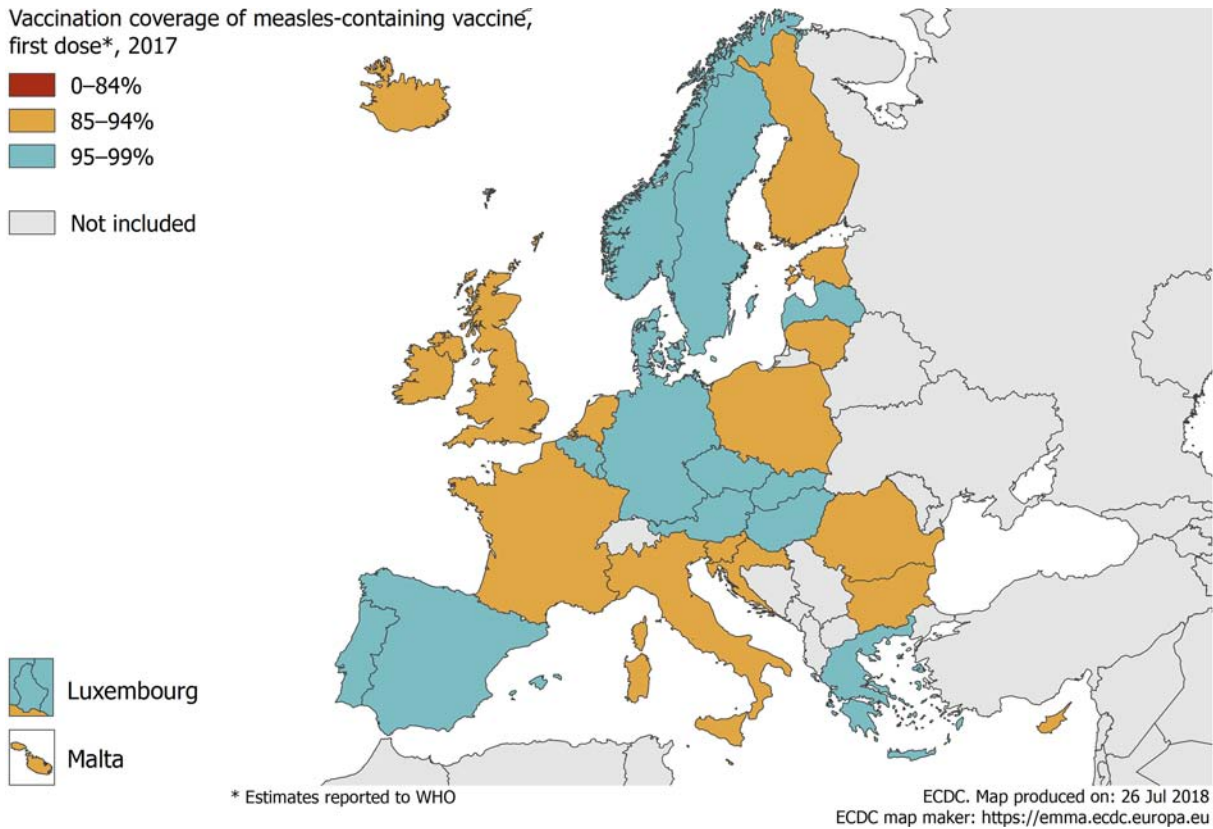 Vaccination coverage of measles-containing vaccine,
first dose*, 2017
0–84%
85–94%
95–99%
Not included
Luxembourg
Malta
* Estimates reported to WHO
ECDC. Map produced on: 26 Jul 2018
ECDC map maker: https://emma.ecdc.europa.eu